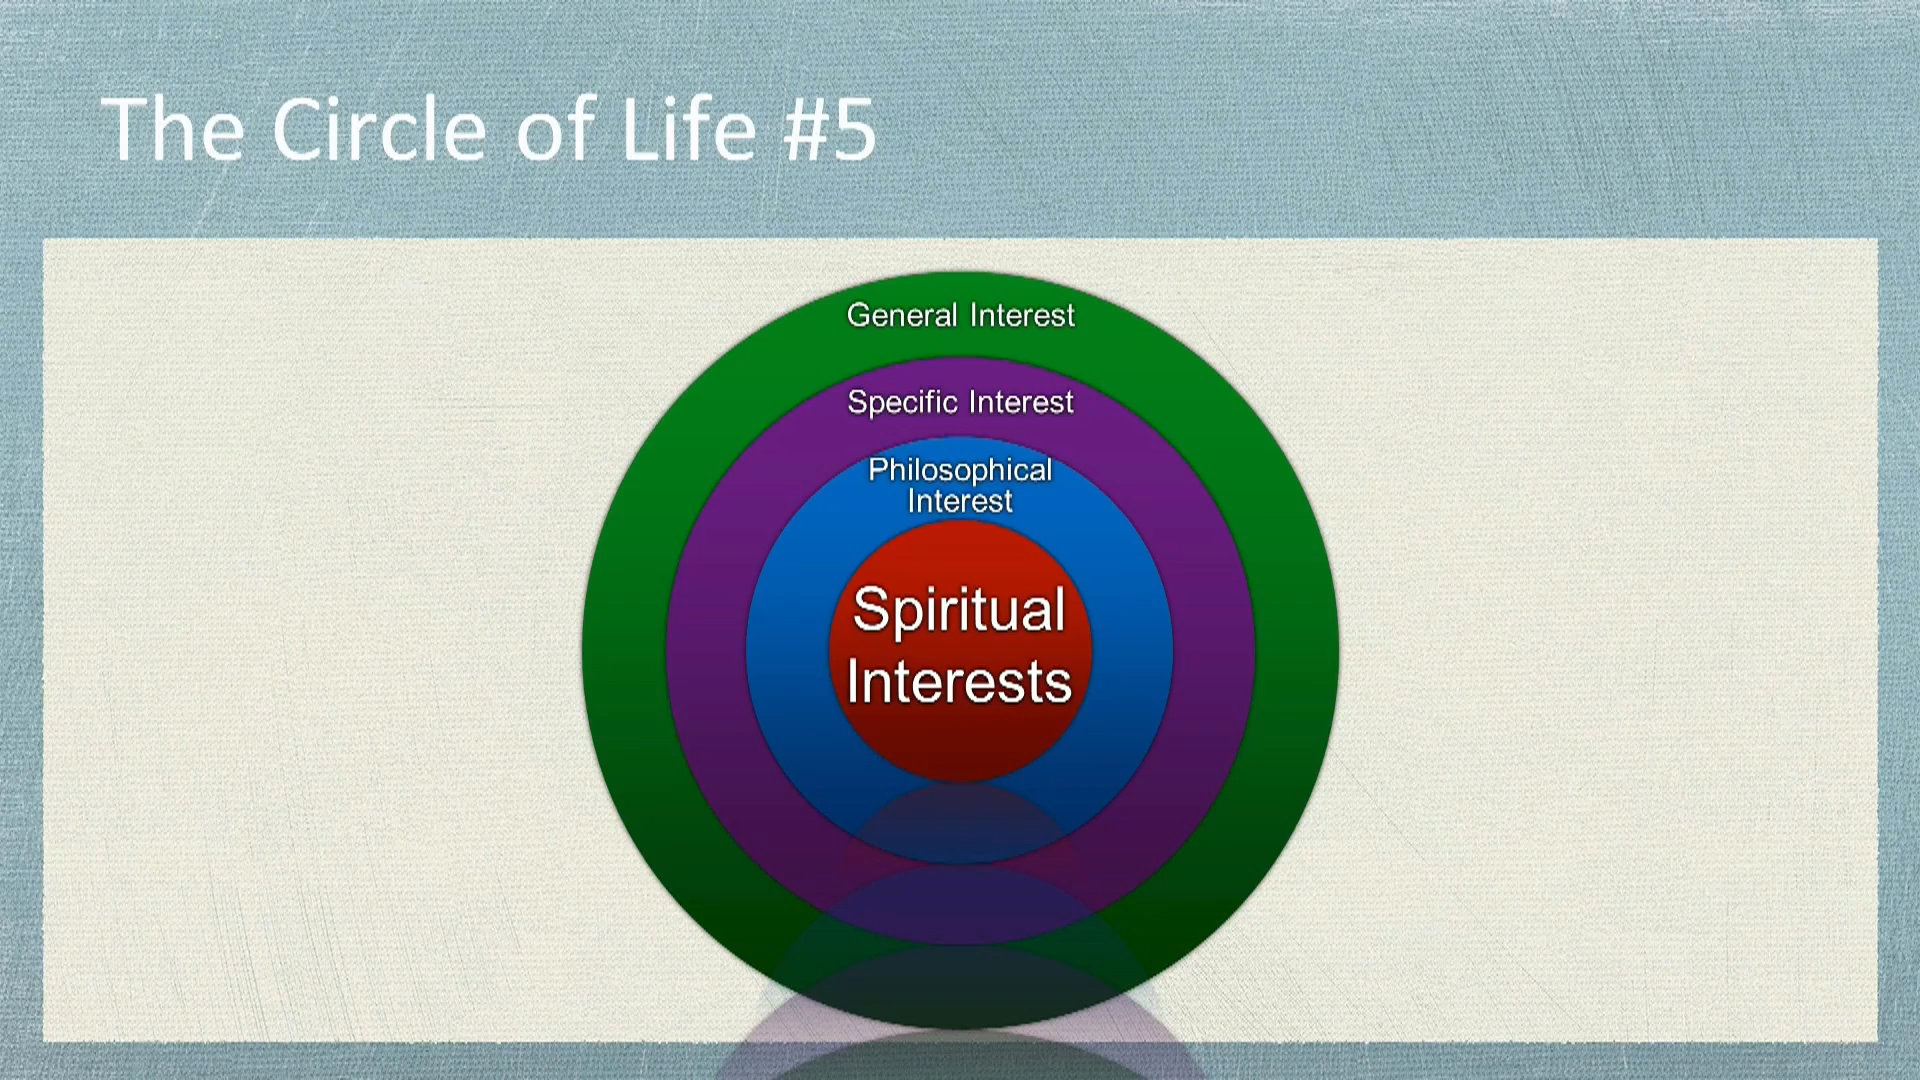 The Circle of Life #5
General Interest
Specific Interest
Philosophical
Interest
Spiritual
Interests